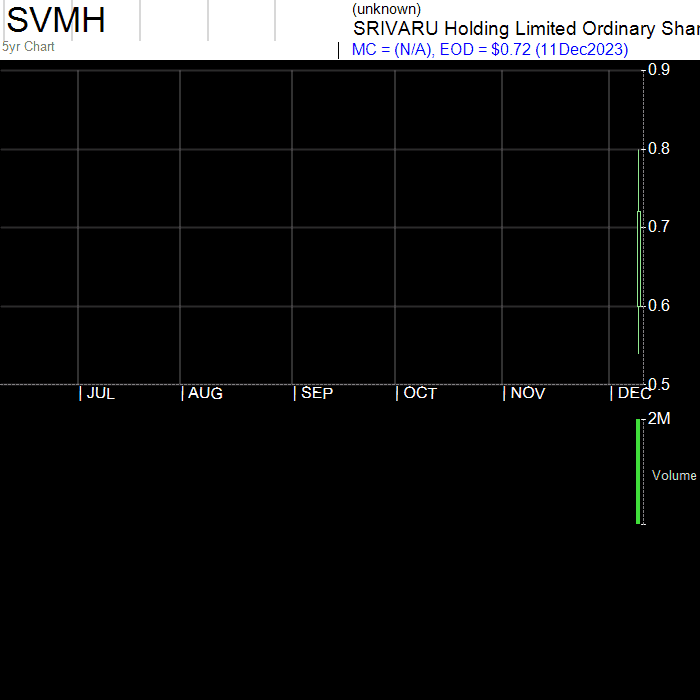 SVMH
(unknown)
SRIVARU Holding Limited Ordinary Shar
5yr Chart
MC = (N/A), EOD = $0.72 (11Dec2023)
0.9
0.8
0.7
0.6
0.5
JUL AUG SEP OCT NOV DEC
2M
Volume